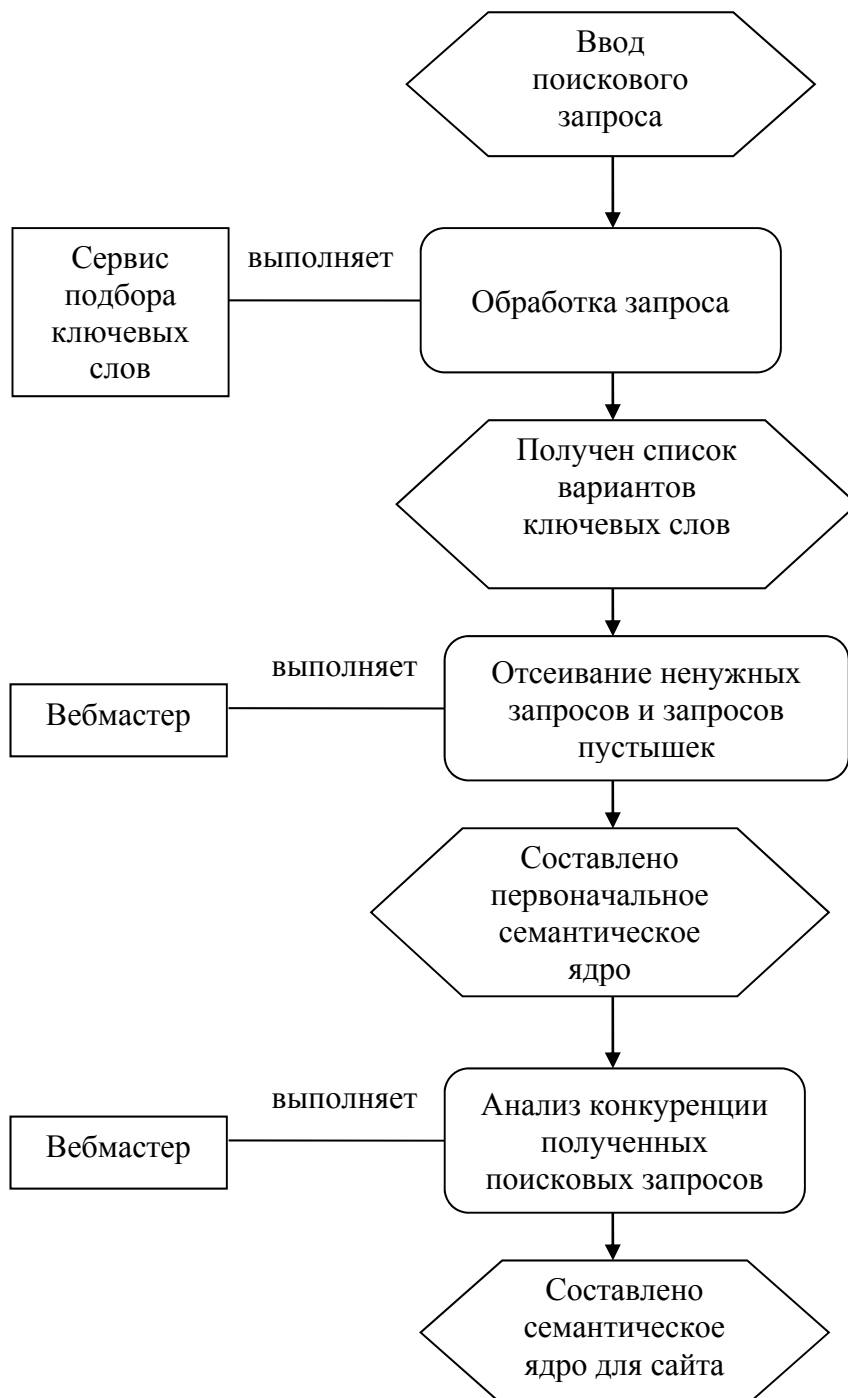 Ввод
поискового
запроса
Сервис
подбора
ключевых
слов
выполняет
Обработка запроса
Получен список
вариантов
ключевых слов
Вебмастер
выполняет
Отсеивание ненужных
запросов и запросов
пустышек
Составлено
первоначальное
семантическое
ядро
Вебмастер
выполняет
Анализ конкуренции
полученных
поисковых запросов
Составлено
семантическое
ядро для сайта